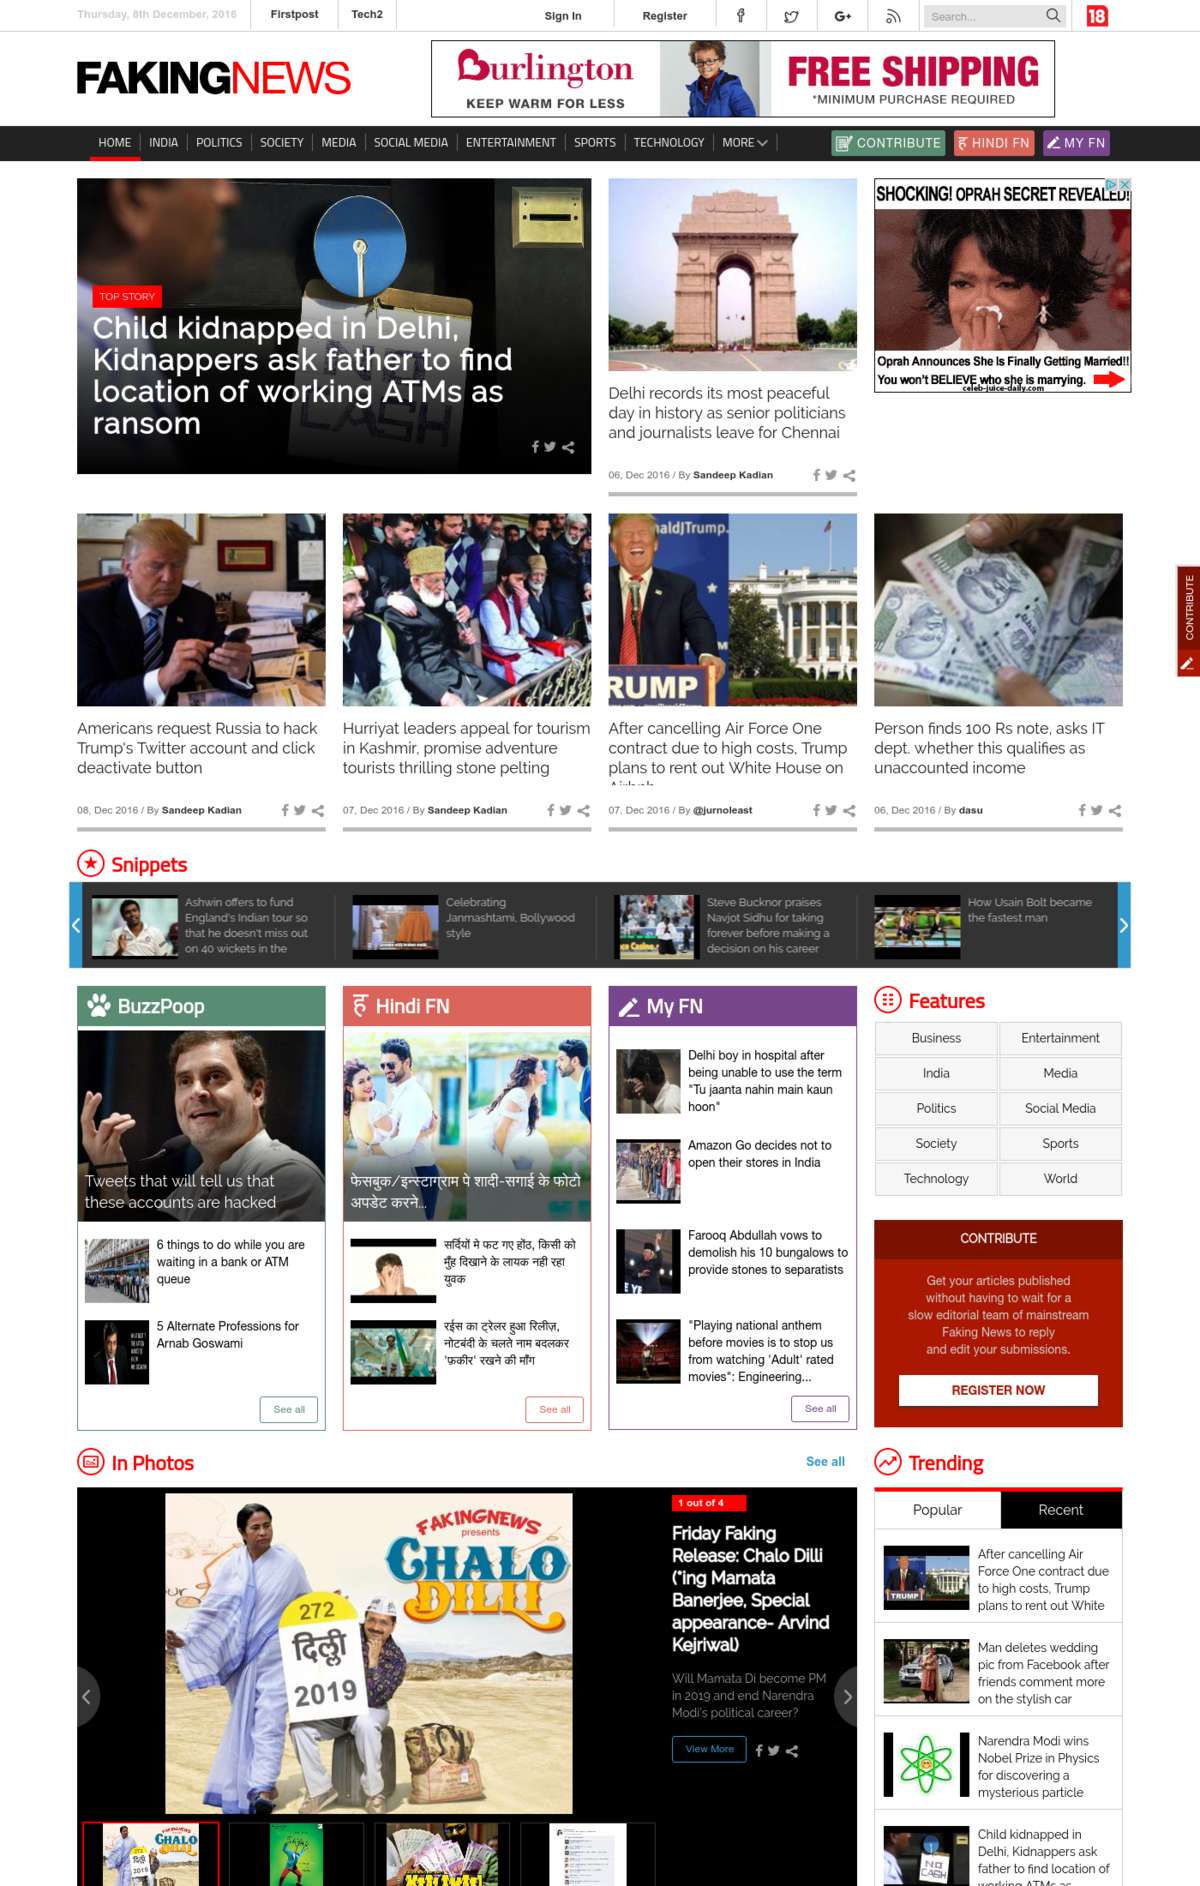 Thursday, 8th December, 2016
Firstpost
Tech2
Sign In
Register
Search...
18
FAKINGNEWS
Burlington
KEEP WARM FOR LESS
FREE SHIPPING
*MINIMUM PURCHASE REQUIRED
HOME
INDIA
POLITICS
SOCIETY
MEDIA
SOCIAL MEDIA
ENTERTAINMENT
SPORTS
TECHNOLOGY
MORE
CONTRIBUTE
HINDI FN
MY FN
TOP STORY
Child kidnapped in Delhi,
Kidnappers ask father to find
location of working ATMs as
ransom
Delhi records its most peaceful
day in history as senior politicians
and journalists leave for Chennai
06, Dec 2016 / By Sandeep Kadian
SHOCKING! OPRAH SECRET REVEALED!
Oprah Announces She Is Finally Getting Married!!
You won't BELIEVE who she is marrying.
celeb-juice-daily.com
Americans request Russia to hack
Trump's Twitter account and click
deactivate button
08, Dec 2016 / By Sandeep Kadian
Hurriyat leaders appeal for tourism
in Kashmir, promise adventure
tourists thrilling stone pelting
07, Dec 2016 / By Sandeep Kadian
After cancelling Air Force One
contract due to high costs, Trump
plans to rent out White House on
Airbnb
07, Dec 2016 / By @jurnoleast
Person finds 100 Rs note, asks IT
dept. whether this qualifies as
unaccounted income
06, Dec 2016 / By dasu
CONTRIBUTE
Snippets
Ashwin offers to fund
England's Indian tour so
that he doesn't miss out
on 40 wickets in the
Celebrating
Janmashtami, Bollywood
style
Steve Bucknor praises
Navjot Sidhu for taking
forever before making a
decision on his career
How Usain Bolt became
the fastest man
BuzzPoop
Tweets that will tell us that
these accounts are hacked
6 things to do while you are
waiting in a bank or ATM
queue
5 Alternate Professions for
Arnab Goswami
See all
ह Hindi FN
फेसबुक/इन्स्टाग्राम पे शादी-सगाई के फोटो
अपडेट करने...
सर्दियों मे फट गए होंठ, किसी को
मुँह दिखाने के लायक नही रहा
युवक
रईस का ट्रेलर हुआ रिलीज़,
नोटबंदी के चलते नाम बदलकर
'फ़कीर' रखने की माँग
See all
My FN
Delhi boy in hospital after
being unable to use the term
"Tu jaanta nahin main kaun
hoon"
Amazon Go decides not to
open their stores in India
Farooq Abdullah vows to
demolish his 10 bungalows to
provide stones to separatists
"Playing national anthem
before movies is to stop us
from watching 'Adult' rated
movies": Engineering...
See all
Features
Business
Entertainment
India
Media
Politics
Social Media
Society
Sports
Technology
World
CONTRIBUTE
Get your articles published
without having to wait for a
slow editorial team of mainstream
Faking News to reply
and edit your submissions.
REGISTER NOW
In Photos
See all
FAKINGNEWS
presents
CHALO
DILLI
272
दिल्ली
2019
1 out of 4
Friday Faking
Release: Chalo Dilli
(*ing Mamata
Banerjee, Special
appearance- Arvind
Kejriwal)
Will Mamata Di become PM
in 2019 and end Narendra
Modi's political career?
View More
Trending
Popular
Recent
After cancelling Air
Force One contract due
to high costs, Trump
plans to rent out White
Man deletes wedding
pic from Facebook after
friends comment more
on the stylish car
Narendra Modi wins
Nobel Prize in Physics
for discovering a
mysterious particle
Child kidnapped in
Delhi, Kidnappers ask
father to find location of
working ATMs as